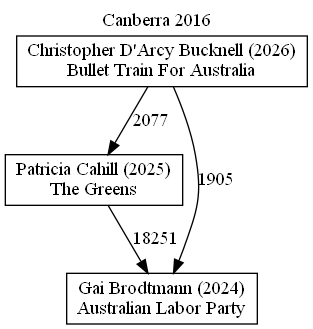 Canberra 2016
Christopher D'Arcy Bucknell (2026)
Bullet Train For Australia
2077
Patricia Cahill (2025)
The Greens
1905
18251
Gai Brodtmann (2024)
Australian Labor Party